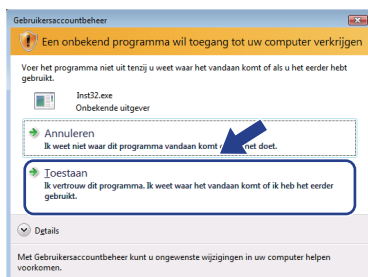 Gebruikersaccountbeheer
Een onbekend programma wil toegang tot uw computer verkrijgen
Voer het programma niet uit tenzij u weet waar het vandaan komt of als u het eerder hebt
gebruikt.
Inst32.exe
Onbekende uitgever
Annuleren
Ik weet niet waar dit programma vandaan komt het doet.
Toestaan
Ik vertrouw dit programma. Ik weet waar het vandaan komt of ik heb het eerder
gebruikt.
Details
Met Gebruikersaccountbeheer kunt u ongewenste wijzigingen in uw computer helpen
voorkomen.